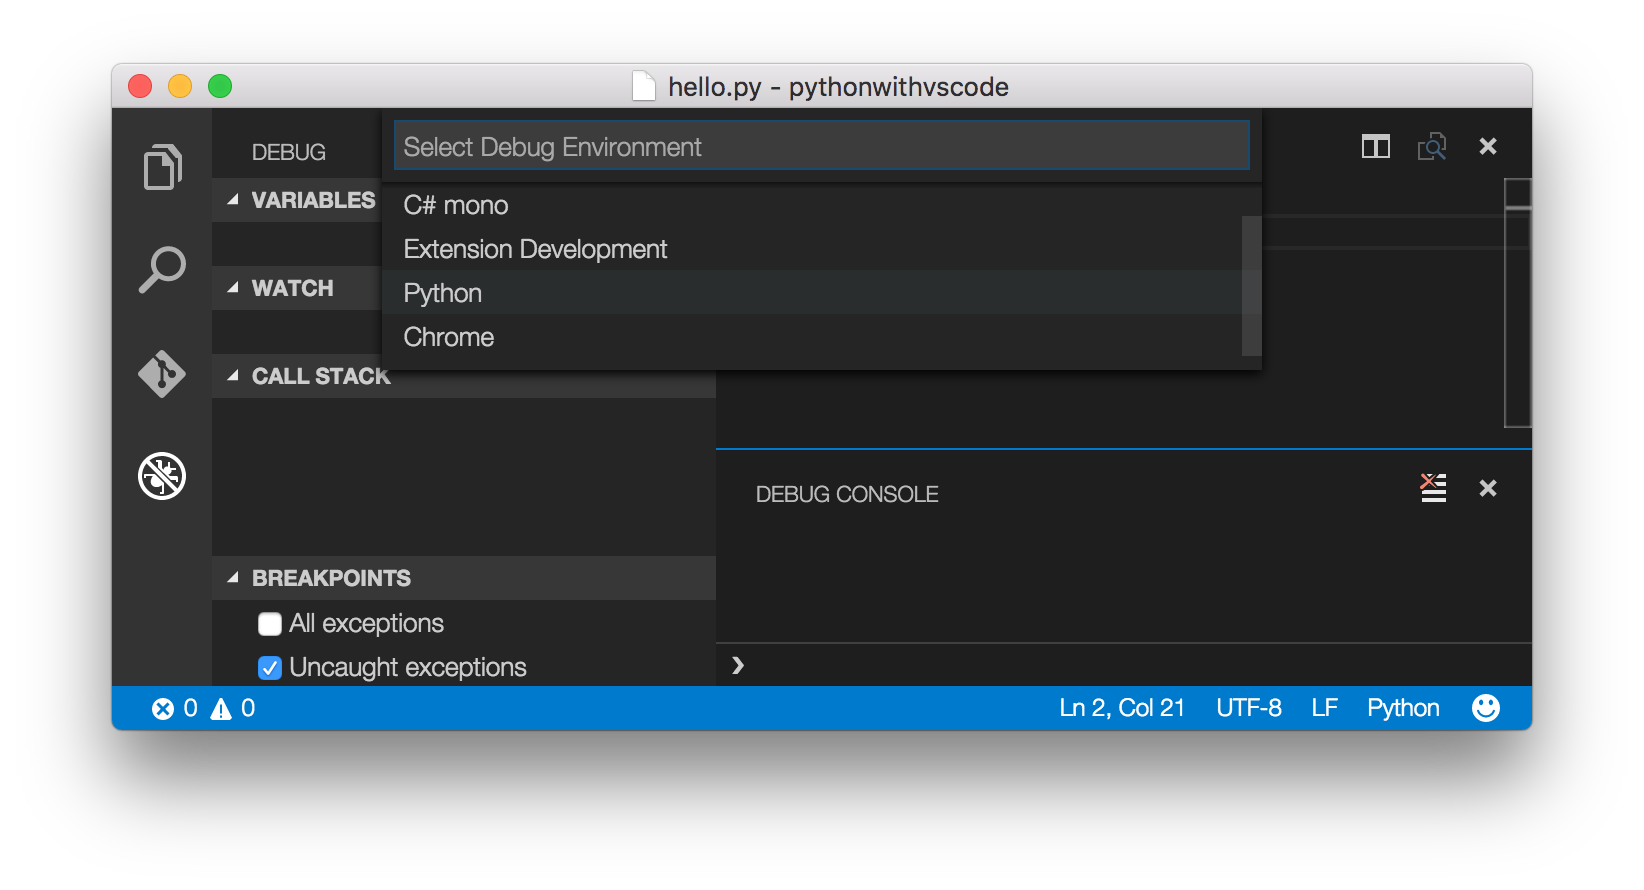 hello.py - pythonwithvscode
DEBUG
Select Debug Environment
C# mono
Extension Development
Python
Chrome
VARIABLES
WATCH
CALL STACK
BREAKPOINTS
All exceptions
Uncaught exceptions
DEBUG CONSOLE
0 0 Ln 2, Col 21 UTF-8 LF Python